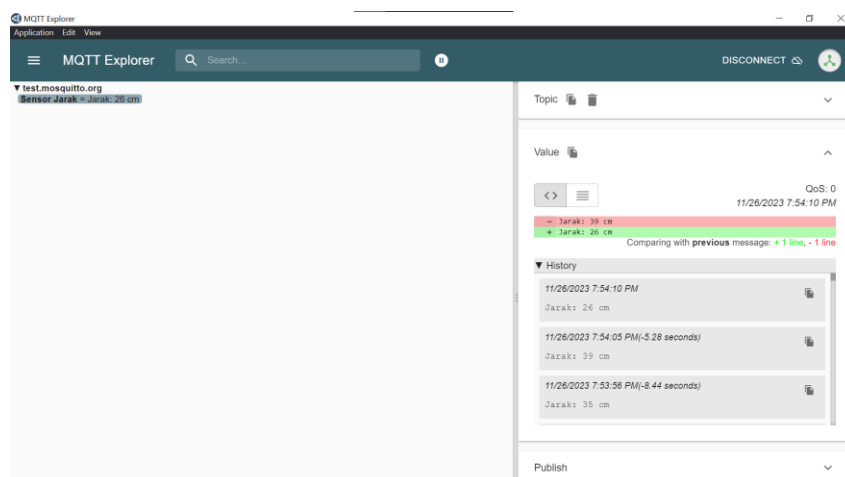 MQTT Explorer
Application Edit View
MQTT Explorer
Search...
DISCONNECT
▼ test.mosquitto.org
Sensor Jarak = Jarak: 26 cm
Topic
Value
QoS: 0
11/26/2023 7:54:10 PM
- Jarak: 39 cm
+ Jarak: 26 cm
Comparing with previous message: + 1 line, - 1 line
▼ History
11/26/2023 7:54:10 PM
Jarak: 26 cm
11/26/2023 7:54:05 PM(-5.28 seconds)
Jarak: 39 cm
11/26/2023 7:53:56 PM(-8.44 seconds)
Jarak: 35 cm
Publish